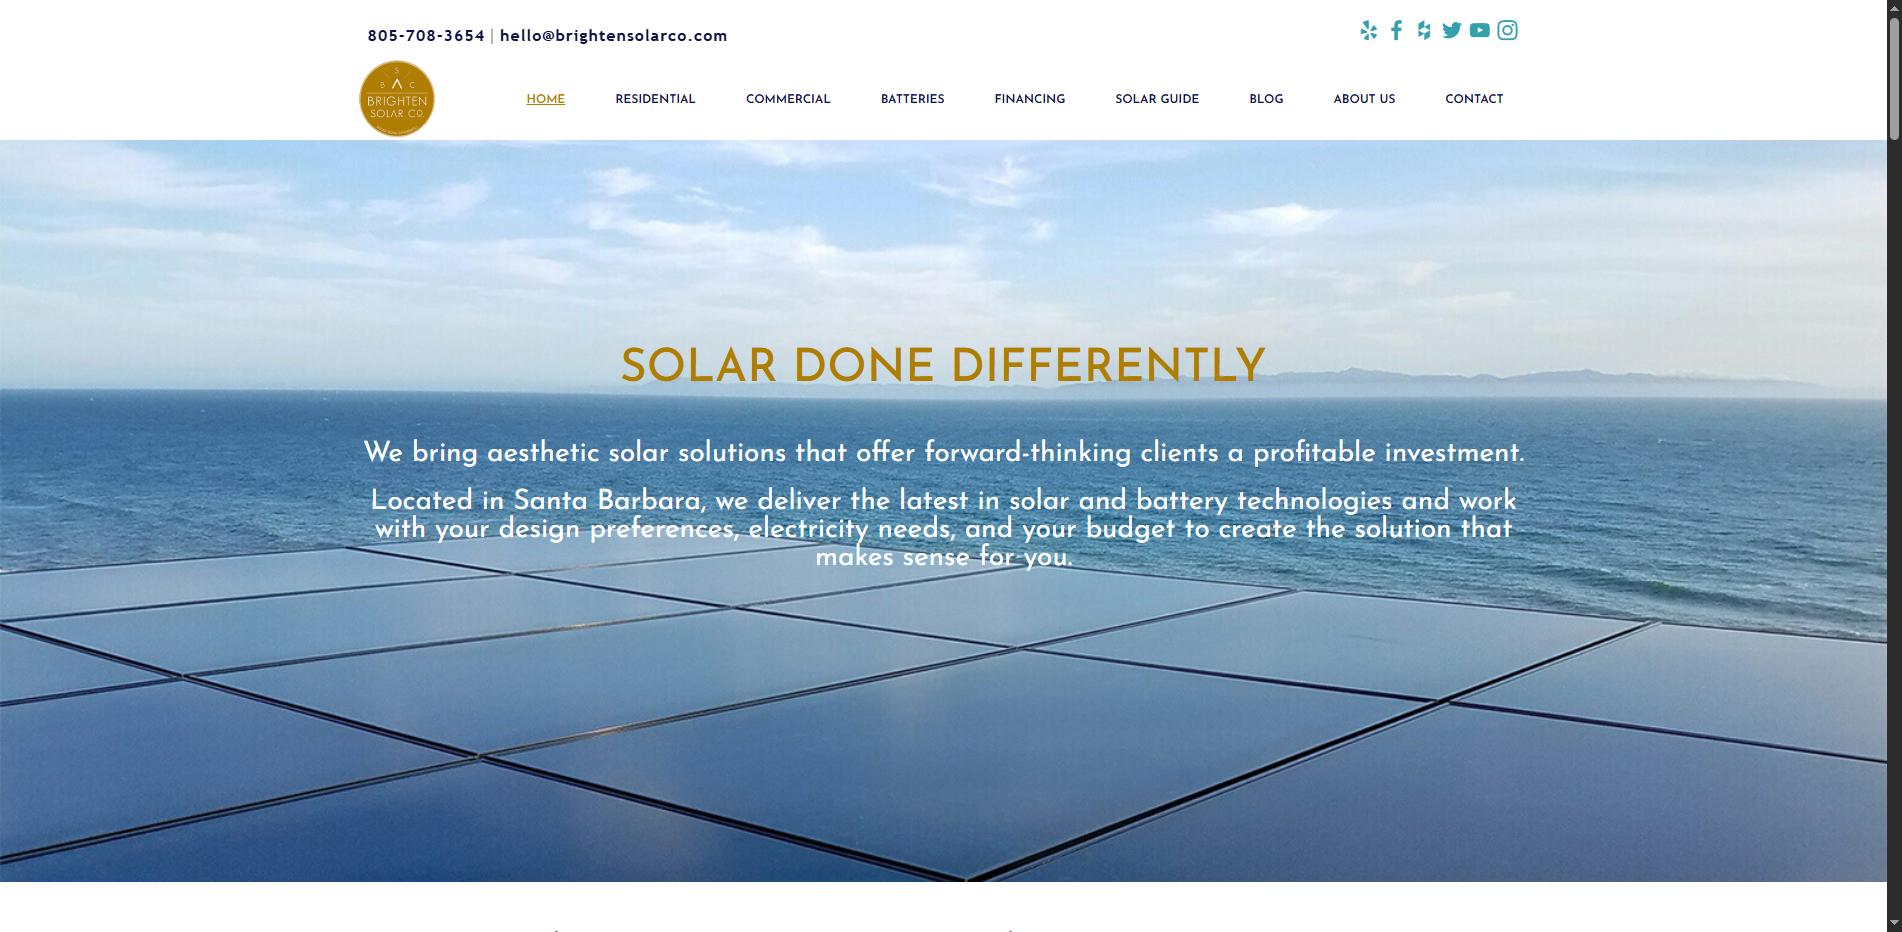 805-708-3654 | hello@brightensolarco.com
S
B C
BRIGHTEN
SOLAR CO.
HOME RESIDENTIAL COMMERCIAL BATTERIES FINANCING SOLAR GUIDE BLOG ABOUT US CONTACT
SOLAR DONE DIFFERENTLY
We bring aesthetic solar solutions that offer forward-thinking clients a profitable investment.
Located in Santa Barbara, we deliver the latest in solar and battery technologies and work
with your design preferences, electricity needs, and your budget to create the solution that
makes sense for you.